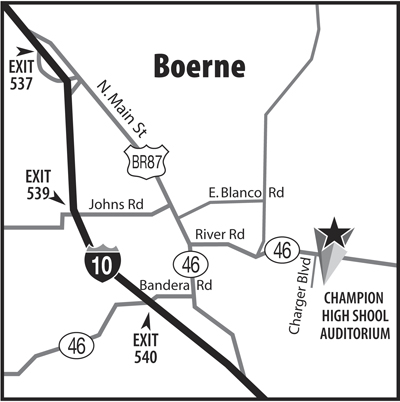 Boerne
EXIT
537
N. Main St
BR87
EXIT
539
Johns Rd
E. Blanco Rd
River Rd
46
10
46
Bandera Rd
Charger Blvd
CHAMPION
HIGH SHOOL
AUDITORIUM
46
EXIT
540